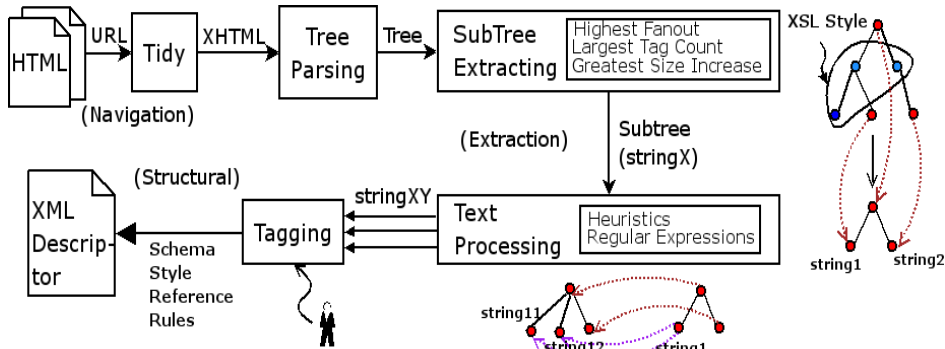 HTML
URL
Tidy
XHTML
Tree
Parsing
Tree
SubTree
Extracting
Highest Fanout
Largest Tag Count
Greatest Size Increase
XSL Style
(Navigation)
(Extraction)
Subtree
(stringX)
(Structural)
XML
Descrip-
tor
Schema
Style
Reference
Rules
Tagging
stringXY
Text
Processing
Heuristics
Regular Expressions
string1
string2
string11
string12
string1